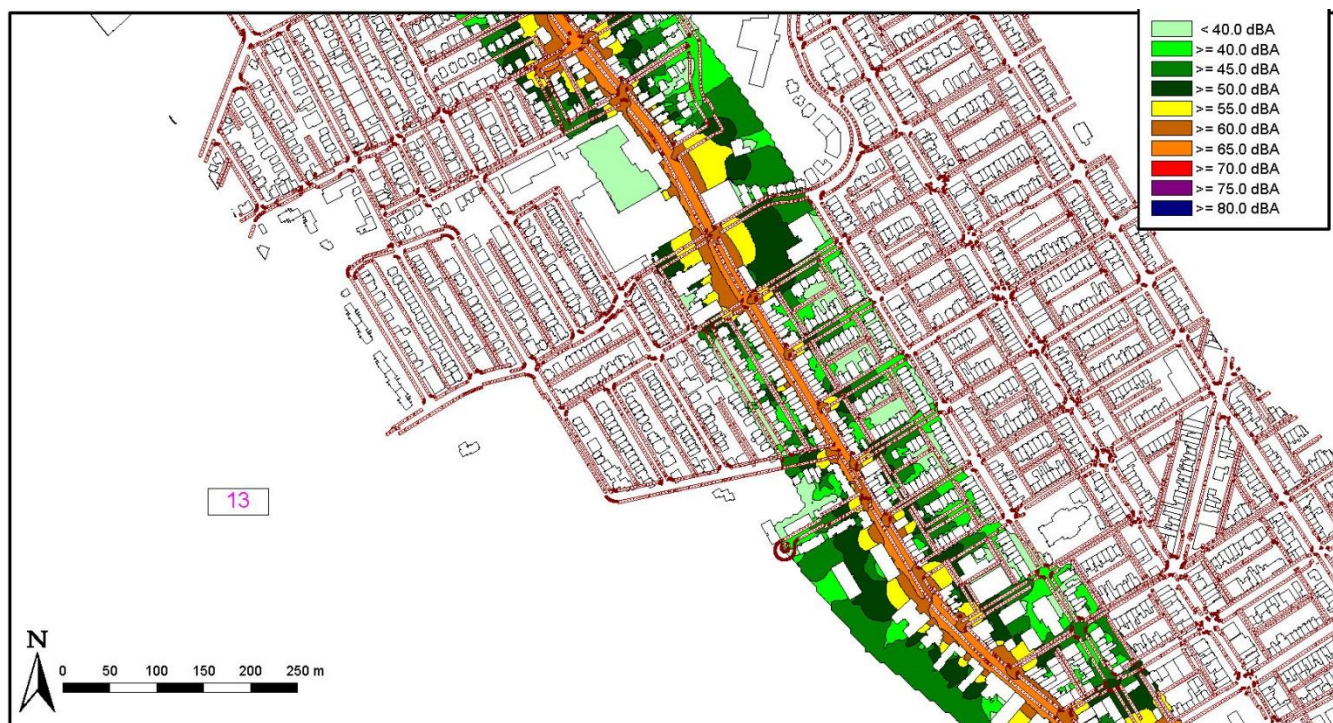 < 40.0 dBA
>= 40.0 dBA
>= 45.0 dBA
>= 50.0 dBA
>= 55.0 dBA
>= 60.0 dBA
>= 65.0 dBA
>= 70.0 dBA
>= 75.0 dBA
>= 80.0 dBA
13
N
0 50 100 150 200 250 m